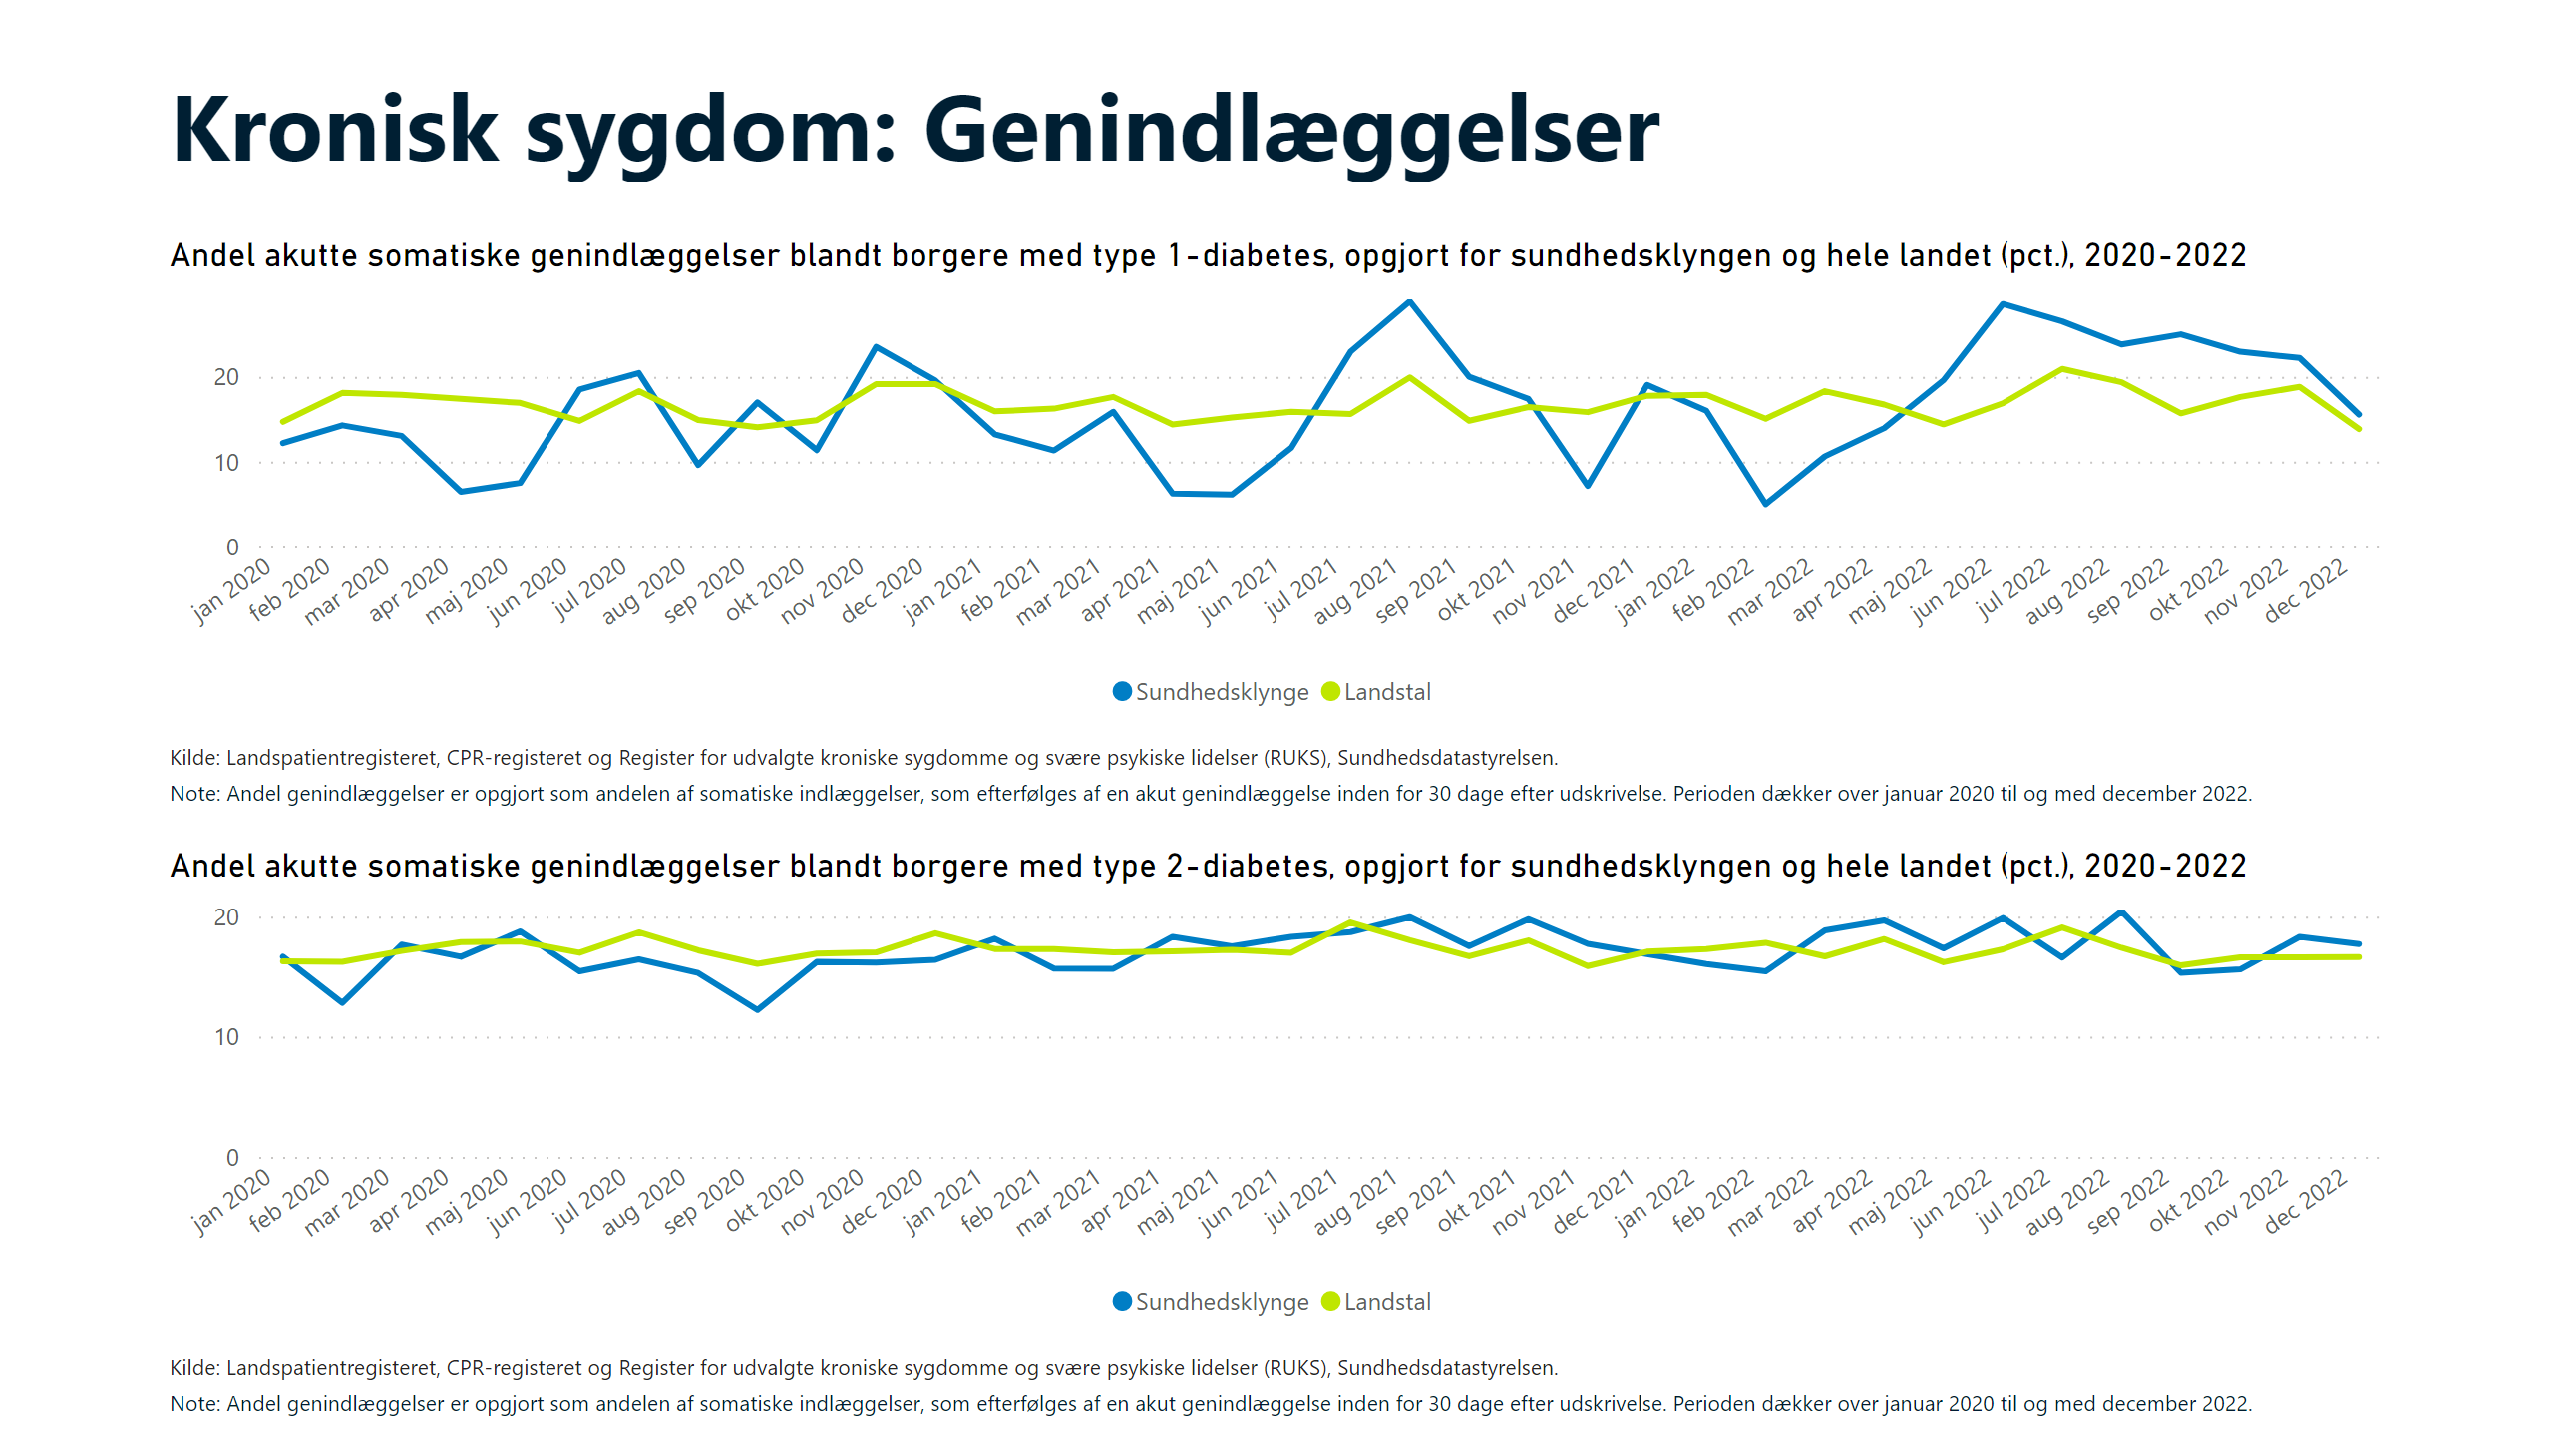 Kronisk sygdom: Genindlæggelser
Andel akutte somatiske genindlæggelser blandt borgere med type 1-diabetes, opgjort for sundhedsklyngen og hele landet (pct.), 2020-2022
20
10
0
jan 2020
feb 2020
mar 2020
apr 2020
maj 2020
jun 2020
jul 2020
aug 2020
sep 2020
okt 2020
nov 2020
dec 2020
jan 2021
feb 2021
mar 2021
apr 2021
maj 2021
jun 2021
jul 2021
aug 2021
sep 2021
okt 2021
nov 2021
dec 2021
jan 2022
feb 2022
mar 2022
apr 2022
maj 2022
jun 2022
jul 2022
aug 2022
sep 2022
okt 2022
nov 2022
dec 2022
Sundhedsklynge Landstal
Kilde: Landspatientregisteret, CPR-registeret og Register for udvalgte kroniske sygdomme og svære psykiske lidelser (RUKS), Sundhedsdatastyrelsen.
Note: Andel genindlæggelser er opgjort som andelen af somatiske indlæggelser, som efterfølges af en akut genindlæggelse inden for 30 dage efter udskrivelse. Perioden dækker over januar 2020 til og med december 2022.
Andel akutte somatiske genindlæggelser blandt borgere med type 2-diabetes, opgjort for sundhedsklyngen og hele landet (pct.), 2020-2022
20
10
0
jan 2020
feb 2020
mar 2020
apr 2020
maj 2020
jun 2020
jul 2020
aug 2020
sep 2020
okt 2020
nov 2020
dec 2020
jan 2021
feb 2021
mar 2021
apr 2021
maj 2021
jun 2021
jul 2021
aug 2021
sep 2021
okt 2021
nov 2021
dec 2021
jan 2022
feb 2022
mar 2022
apr 2022
maj 2022
jun 2022
jul 2022
aug 2022
sep 2022
okt 2022
nov 2022
dec 2022
Sundhedsklynge Landstal
Kilde: Landspatientregisteret, CPR-registeret og Register for udvalgte kroniske sygdomme og svære psykiske lidelser (RUKS), Sundhedsdatastyrelsen.
Note: Andel genindlæggelser er opgjort som andelen af somatiske indlæggelser, som efterfølges af en akut genindlæggelse inden for 30 dage efter udskrivelse. Perioden dækker over januar 2020 til og med december 2022.